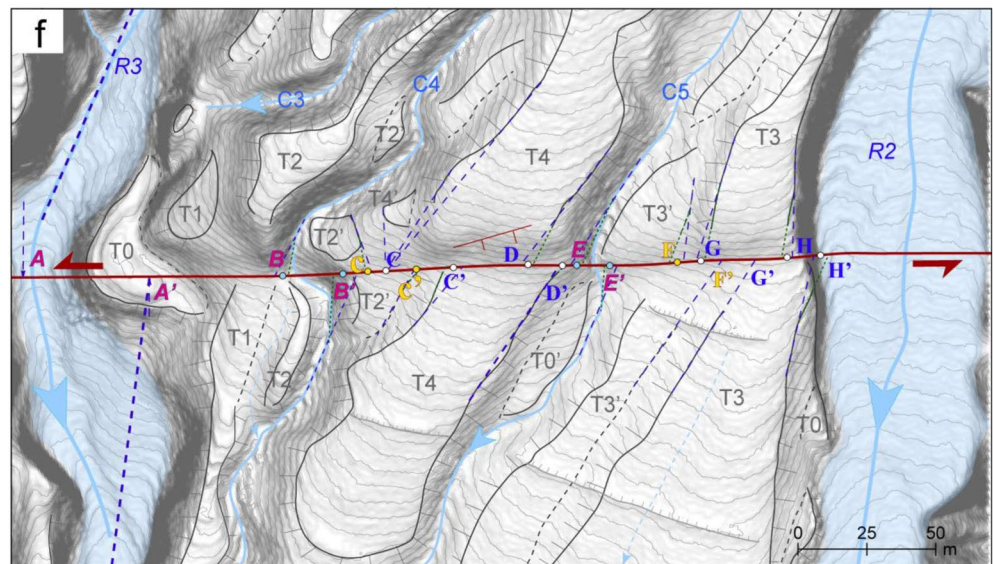 f
R3
C3
C4
C5
R2
T2
T2
T4
T3
T1
T4'
T3'
T0
T2'
A
B
C
C
D
E
F
G
H
A'
B'
C'
C'
D'
E'
F'
G'
H'
T2'
T1
T2
T4
T0'
T3'
T3
T0
0 25 50
m